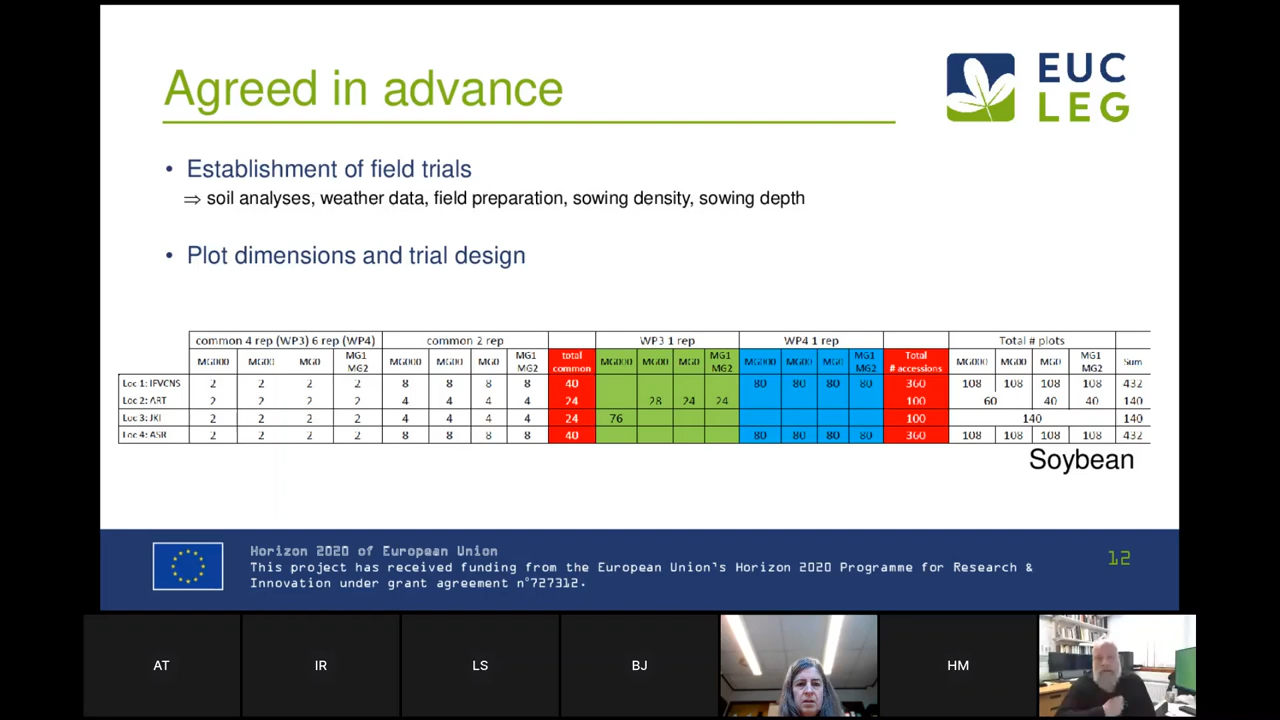 Agreed in advance
EUC
LEG
• Establishment of field trials
⇒ soil analyses, weather data, field preparation, sowing density, sowing depth
• Plot dimensions and trial design
common 4 rep (WP3) 6 rep (WP4) common 2 rep WP3 1 rep WP4 1 rep Total # plots
MG000 MG00 MG0 MG1 MG2 MG000 MG00 MG0 MG1 MG2 total common MG000 MG00 MG0 MG1 MG2 MG000 MG00 MG0 MG1 MG2 Total # accessions MG000 MG00 MG0 MG1 MG2 Sum
Loc 1: IFVCNS 2 2 2 2 8 8 8 8 40 80 80 80 80 360 108 108 108 108 432
Loc 2: ART 2 2 2 2 4 4 4 4 24 28 24 24 100 60 40 40 140
Loc 3: JKI 2 2 2 2 4 4 4 4 24 76 100 140 140
Loc 4: ASR 2 2 2 2 8 8 8 8 40 80 80 80 80 360 108 108 108 108 432
Soybean
Horizon 2020 of European Union
This project has received funding from the European Union's Horizon 2020 Programme for Research &
Innovation under grant agreement n°727312.
12
AT IR LS BJ HM